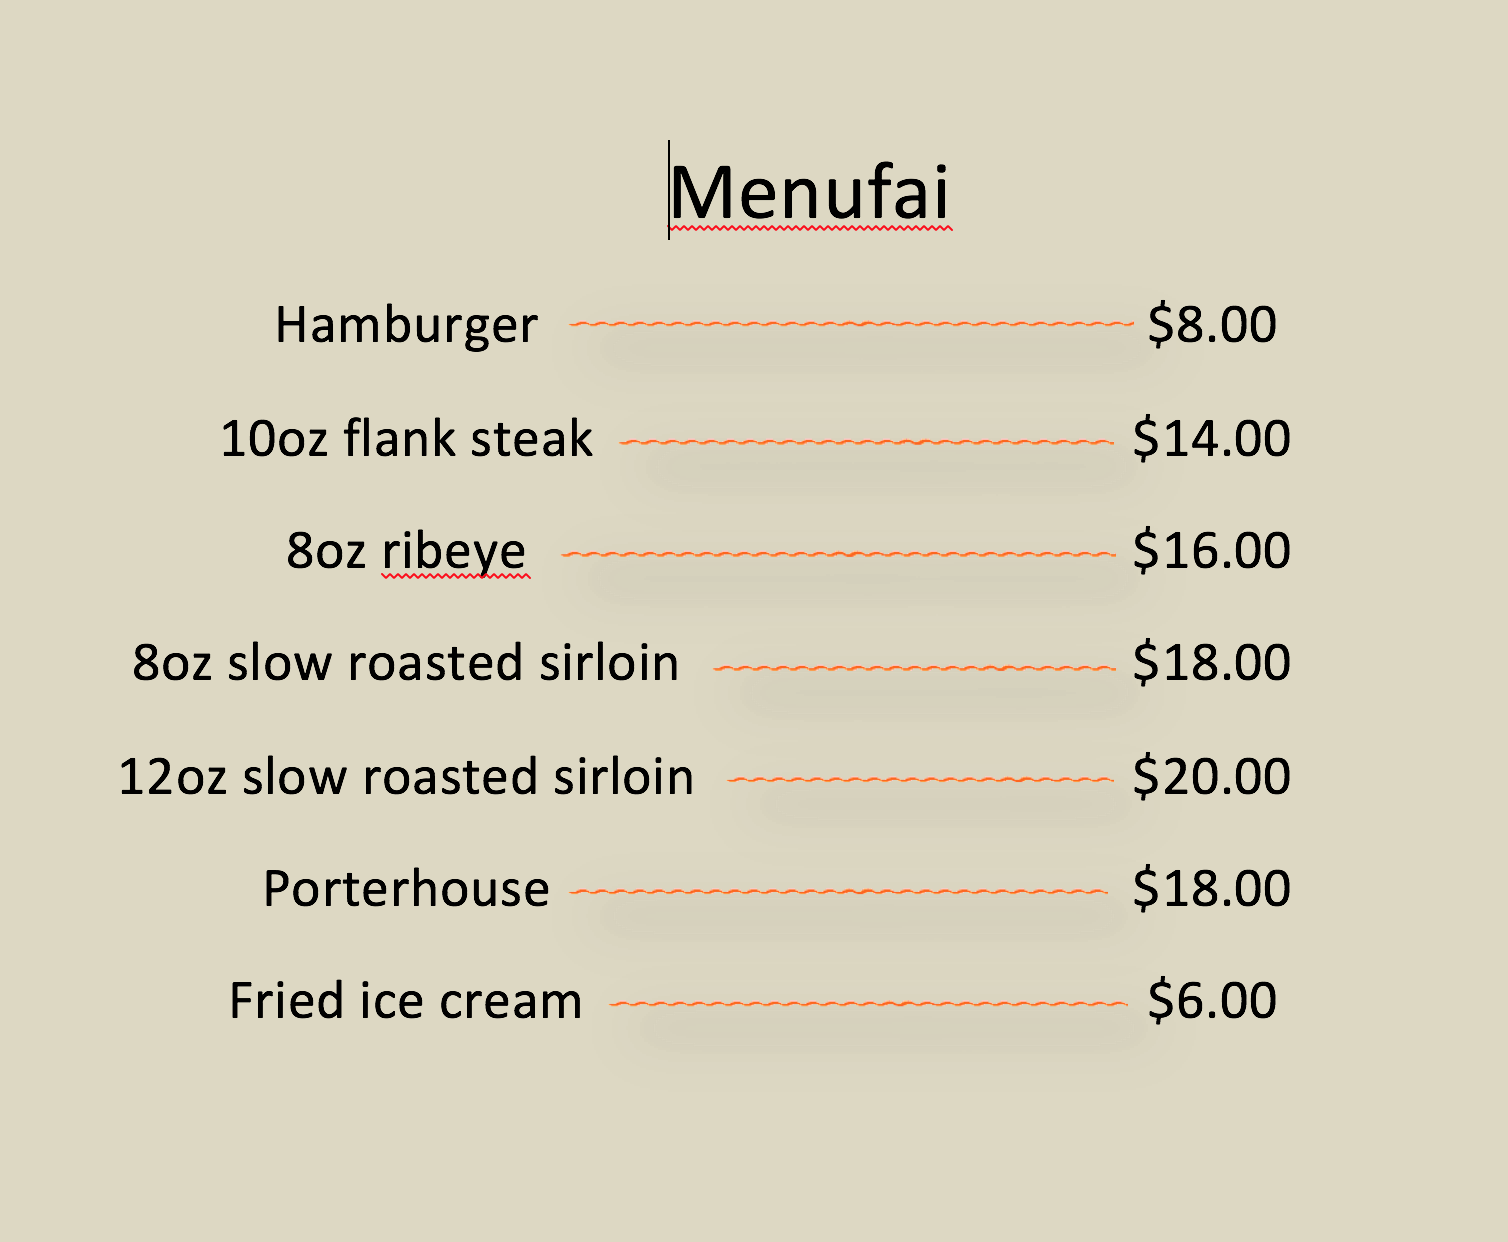 Menufai
Hamburger $8.00
10oz flank steak $14.00
8oz ribeye $16.00
8oz slow roasted sirloin $18.00
12oz slow roasted sirloin $20.00
Porterhouse $18.00
Fried ice cream $6.00